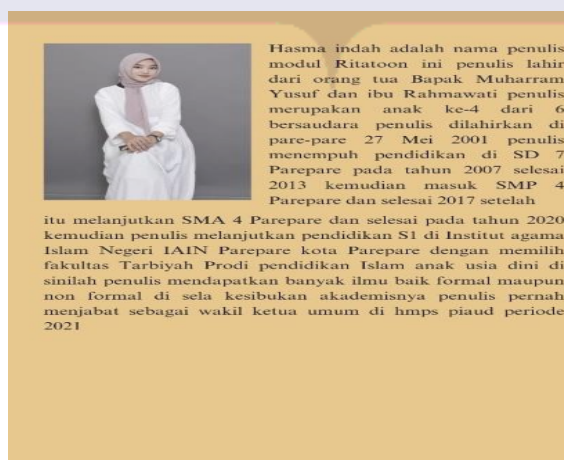 Hasma indah adalah nama penulis
modul Ritatoon ini penulis lahir
dari orang tua Bapak Muharram
Yusuf dan ibu Rahmawati penulis
merupakan anak ke-4 dari 6
bersaudara penulis dilahirkan di
pare-pare 27 Mei 2001 penulis
menempuh pendidikan di SD 7
Parepare pada tahun 2007 selesai
2013 kemudian masuk SMP 4
Parepare dan selesai 2017 setelah
itu melanjutkan SMA 4 Parepare dan selesai pada tahun 2020
kemudian penulis melanjutkan pendidikan S1 di Institut agama
Islam Negeri IAIN Parepare kota Parepare dengan memilih
fakultas Tarbiyah Prodi pendidikan Islam anak usia dini di
sinilah penulis mendapatkan banyak ilmu baik formal maupun
non formal di sela kesibukan akademisnya penulis pernah
menjabat sebagai wakil ketua umum di hmps piaud periode
2021